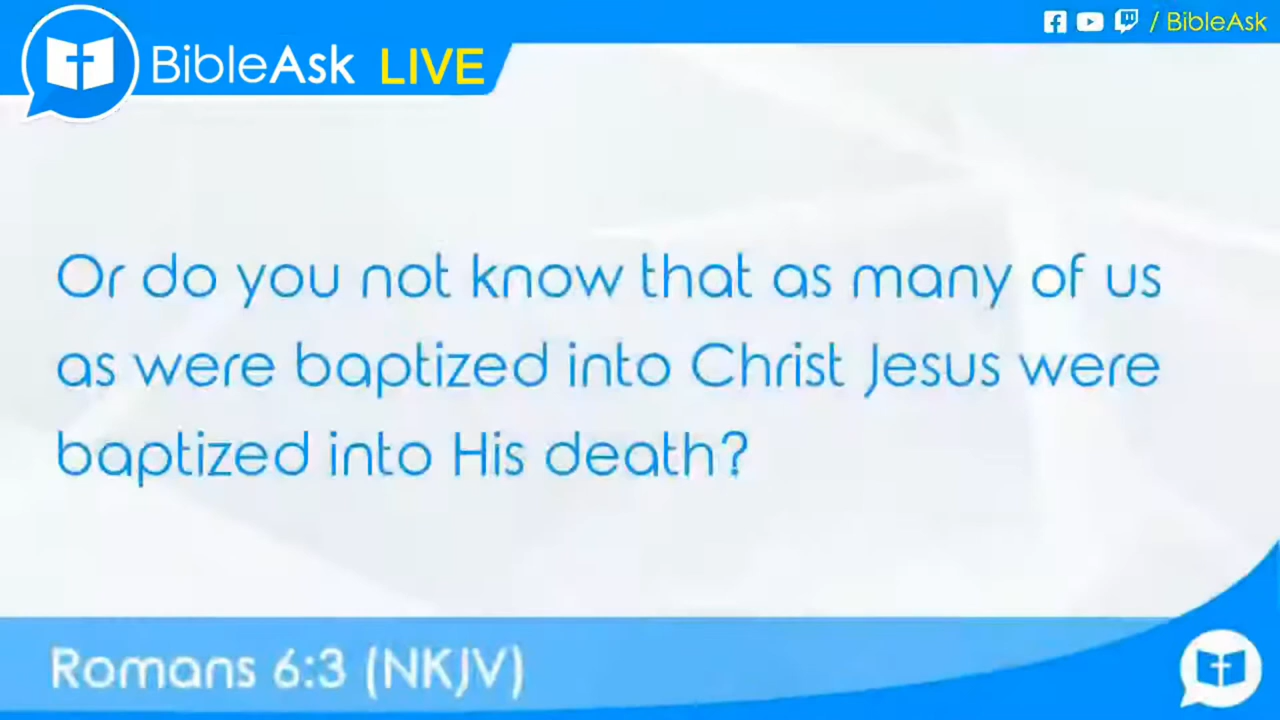 BibleAsk LIVE
/ BibleAsk
Or do you not know that as many of us
as were baptized into Christ Jesus were
baptized into His death?
Romans 6:3 (NKJV)